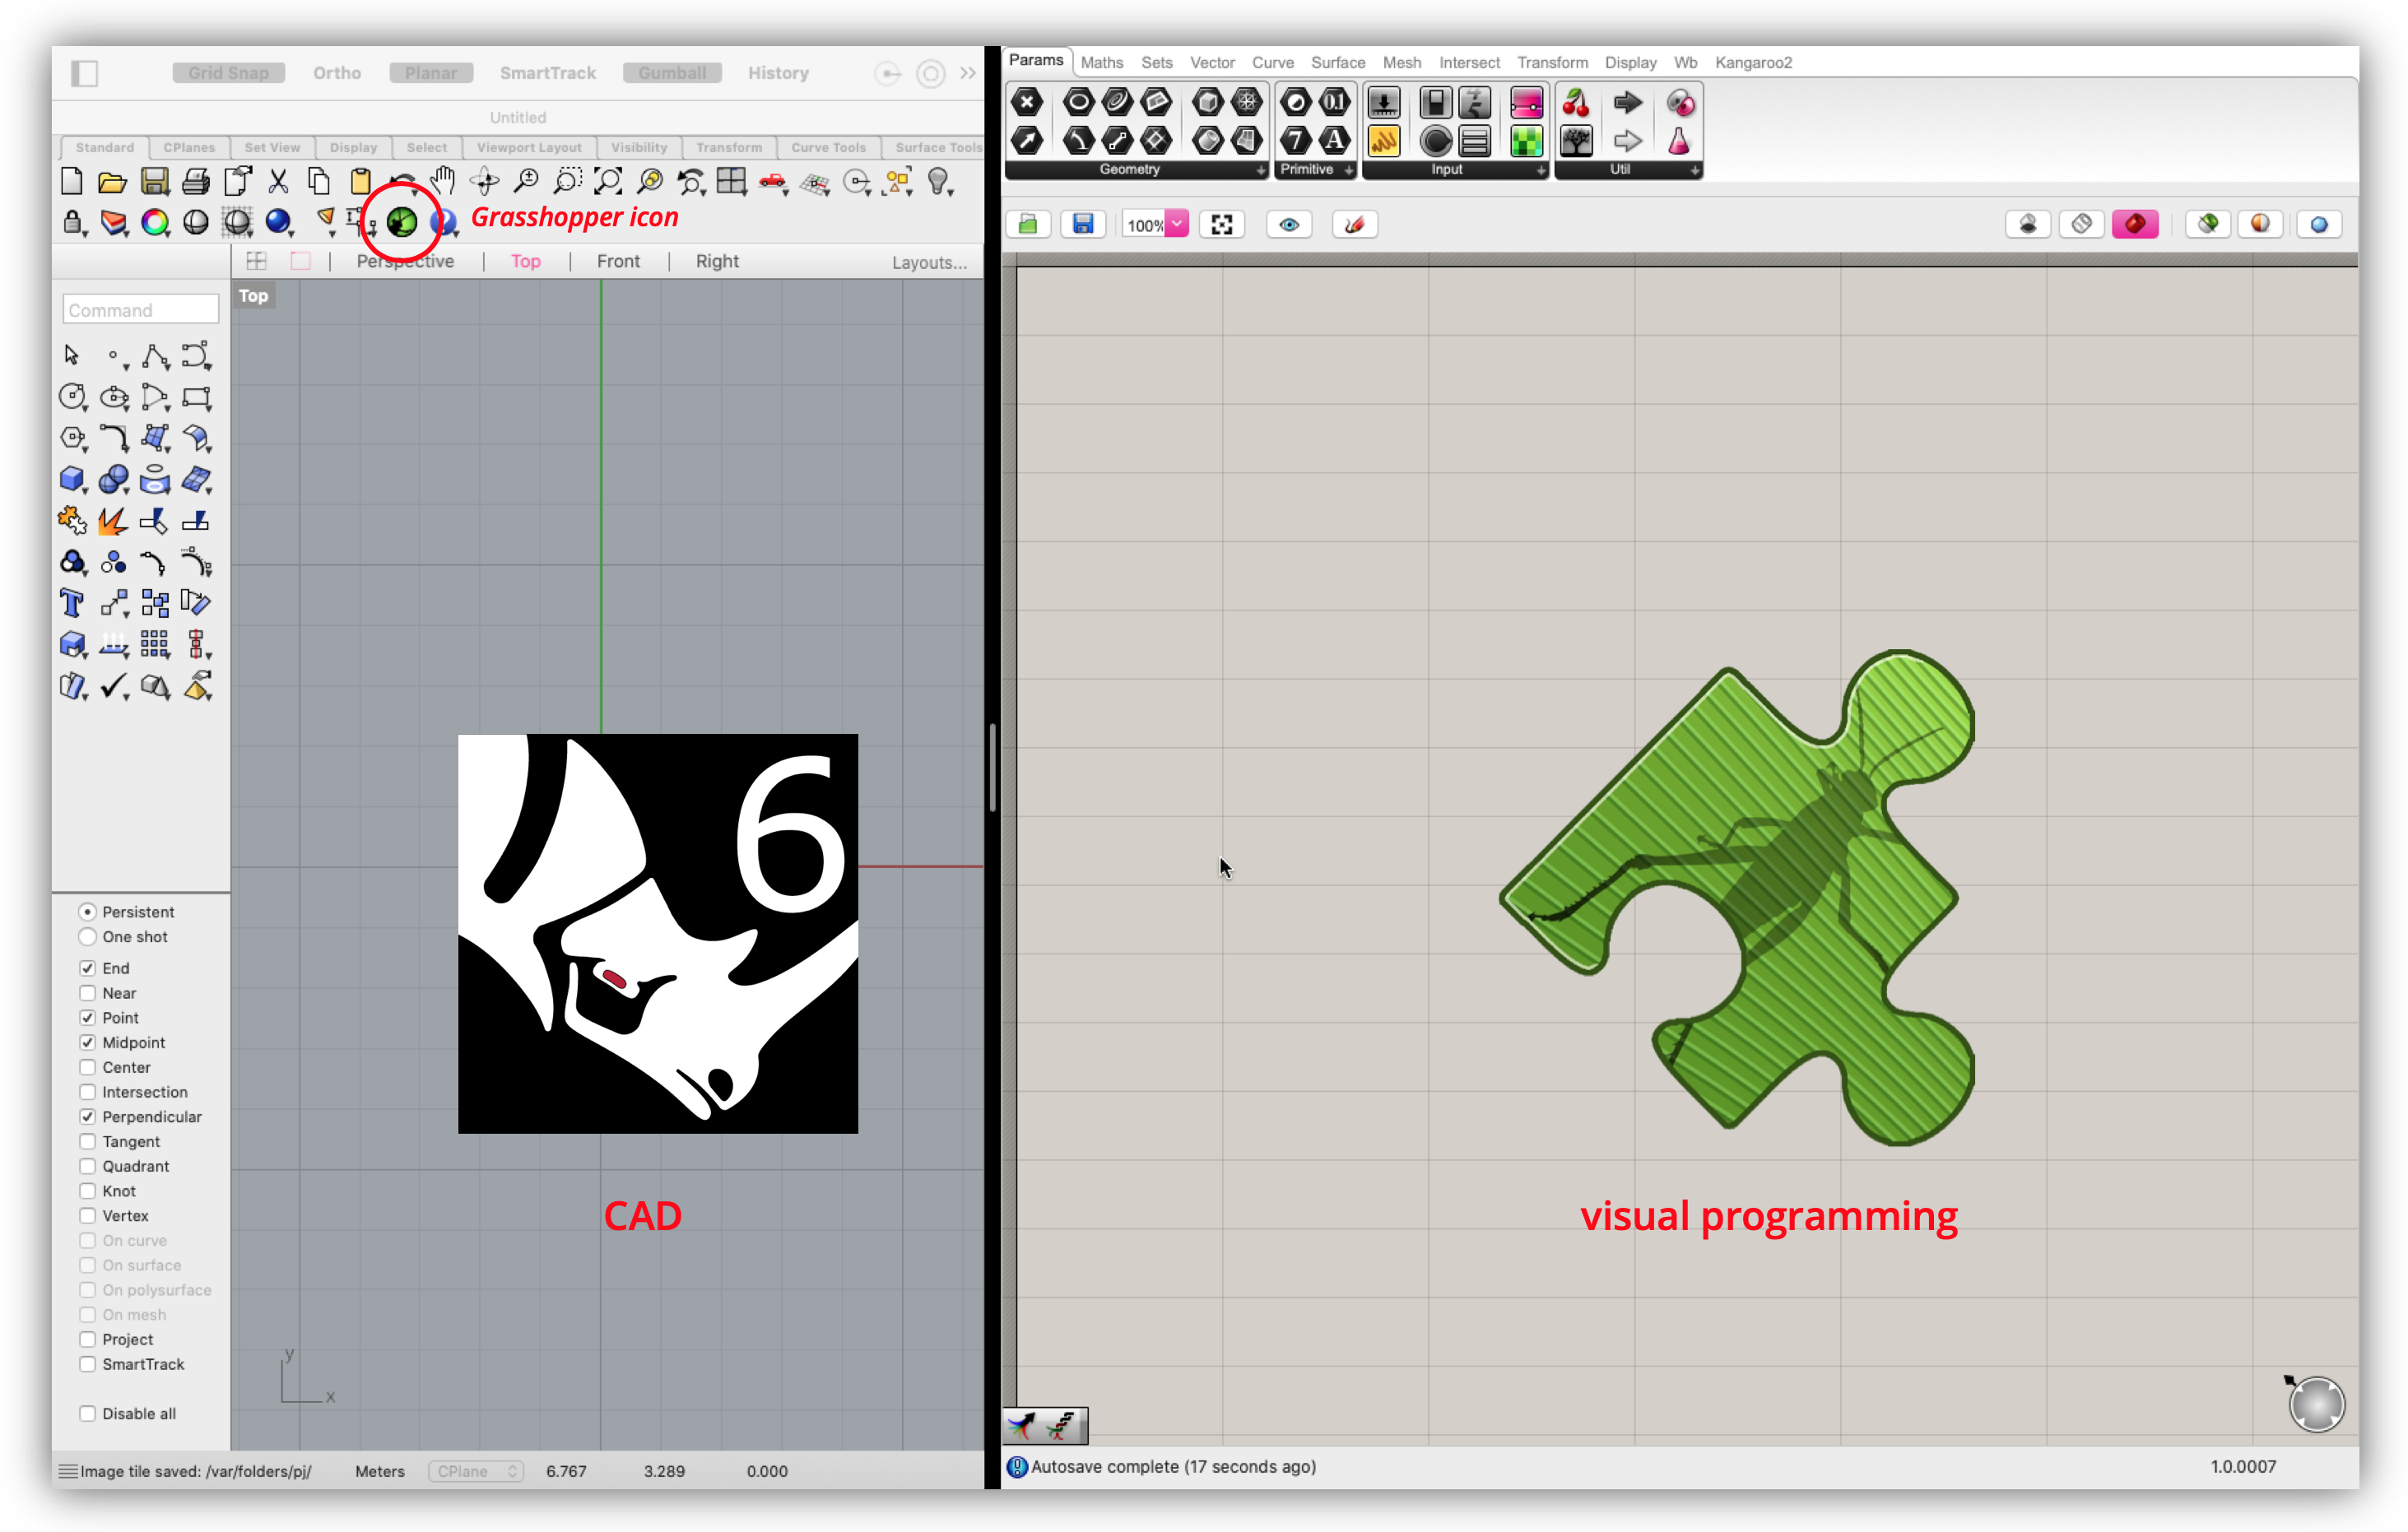 Grid Snap Ortho Planar SmartTrack Gumball History
Untitled
Standard CPlanes Set View Display Select Viewport Layout Visibility Transform Curve Tools Surface Tools
Grasshopper icon
Perspective Top Front Right Layouts...
Top
Command
6
CAD
Persistent
One shot
End
Near
Point
Midpoint
Center
Intersection
Perpendicular
Tangent
Quadrant
Knot
Vertex
On curve
On surface
On polysurface
On mesh
Project
SmartTrack
Disable all
y
x
Image tile saved: /var/folders/pj/ Meters CPlane 6.767 3.289 0.000
Params Maths Sets Vector Curve Surface Mesh Intersect Transform Display Wb Kangaroo2
0.1
7 A
Geometry Primitive Input Util
100%
visual programming
Autosave complete (17 seconds ago) 1.0.0007